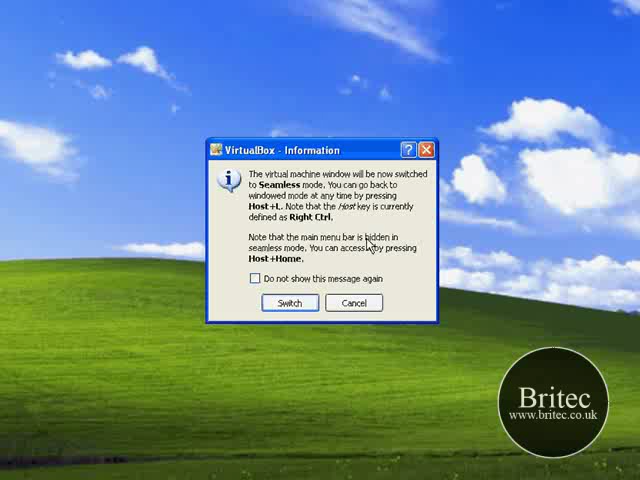 VirtualBox - Information
The virtual machine window will be now switched
to Seamless mode. You can go back to
windowed mode at any time by pressing
Host+L. Note that the Host key is currently
defined as Right Ctrl.
Note that the main menu bar is hidden in
seamless mode. You can access by pressing
Host+Home.
Do not show this message again
Switch
Cancel
Britec
www.britec.co.uk